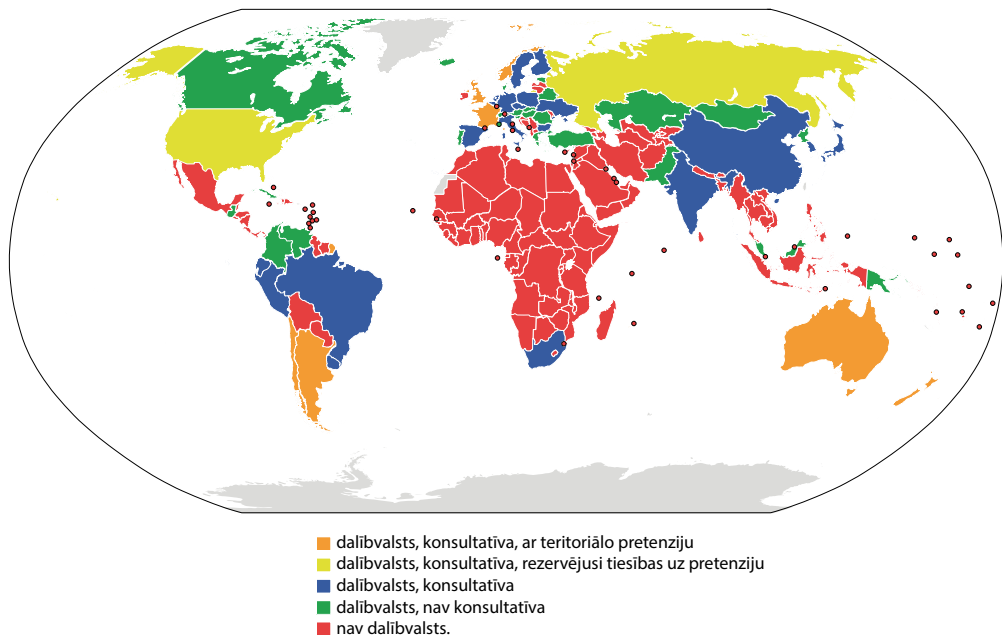 dalībvalsts, konsultatīva, ar teritoriālo pretenziju
dalībvalsts, konsultatīva, rezervējusi tiesības uz pretenziju
dalībvalsts, konsultatīva
dalībvalsts, nav konsultatīva
nav dalībvalsts.